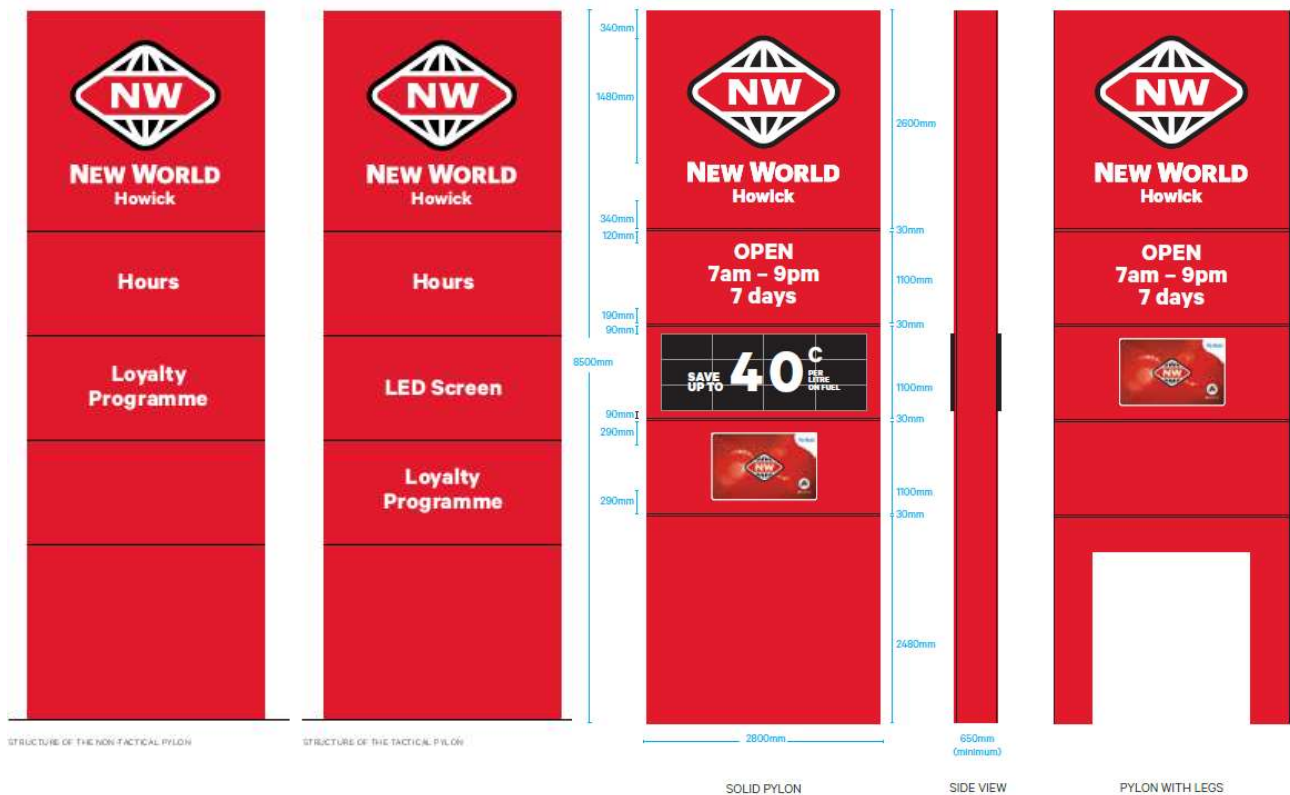 NW
NEW WORLD
Howick
Hours
Loyalty
Programme
STRUCTURE OF THE NON-TACTICAL PYLON
NW
NEW WORLD
Howick
Hours
LED Screen
Loyalty
Programme
STRUCTURE OF THE TACTICAL PYLON
340mm
1480mm
340mm
120mm
190mm
90mm
8500mm
90mm
290mm
290mm
NW
NEW WORLD
Howick
OPEN
7am – 9pm
7 days
SAVE
UP TO
40C
PER
LITRE
ON FUEL
NW
2800mm
SOLID PYLON
2600mm
30mm
1100mm
30mm
1100mm
30mm
1100mm
30mm
2480mm
650mm
(minimum)
SIDE VIEW
NW
NEW WORLD
Howick
OPEN
7am – 9pm
7 days
NW
PYLON WITH LEGS